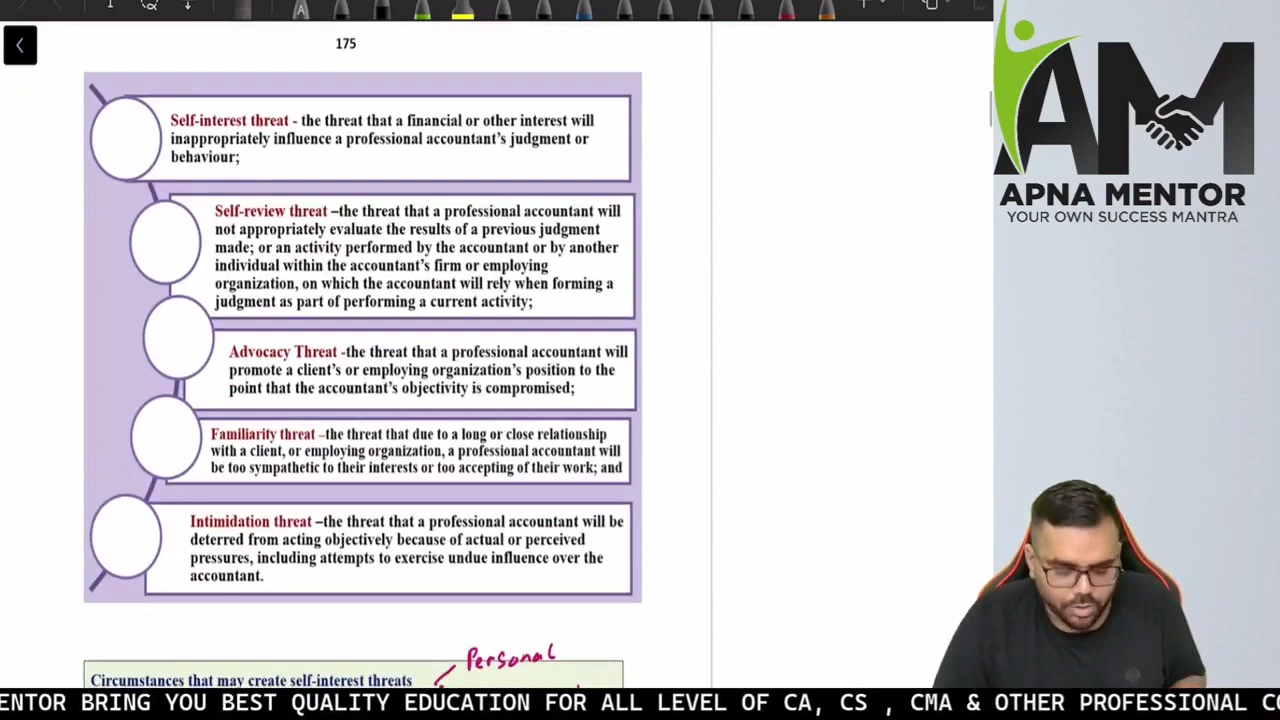 175
Self-interest threat - the threat that a financial or other interest will
inappropriately influence a professional accountant's judgment or
behaviour;
Self-review threat –the threat that a professional accountant will
not appropriately evaluate the results of a previous judgment
made; or an activity performed by the accountant or by another
individual within the accountant's firm or employing
organization, on which the accountant will rely when forming a
judgment as part of performing a current activity;
Advocacy Threat -the threat that a professional accountant will
promote a client's or employing organization's position to the
point that the accountant's objectivity is compromised;
Familiarity threat –the threat that due to a long or close relationship
with a client, or employing organization, a professional accountant will
be too sympathetic to their interests or too accepting of their work; and
Intimidation threat –the threat that a professional accountant will be
deterred from acting objectively because of actual or perceived
pressures, including attempts to exercise undue influence over the
accountant.
Personal
Circumstances that may create self-interest threats
AM
APNA MENTOR
YOUR OWN SUCCESS MANTRA
ENTOR BRING YOU BEST QUALITY EDUCATION FOR ALL LEVEL OF CA, CS , CMA & OTHER PROFESSIONAL